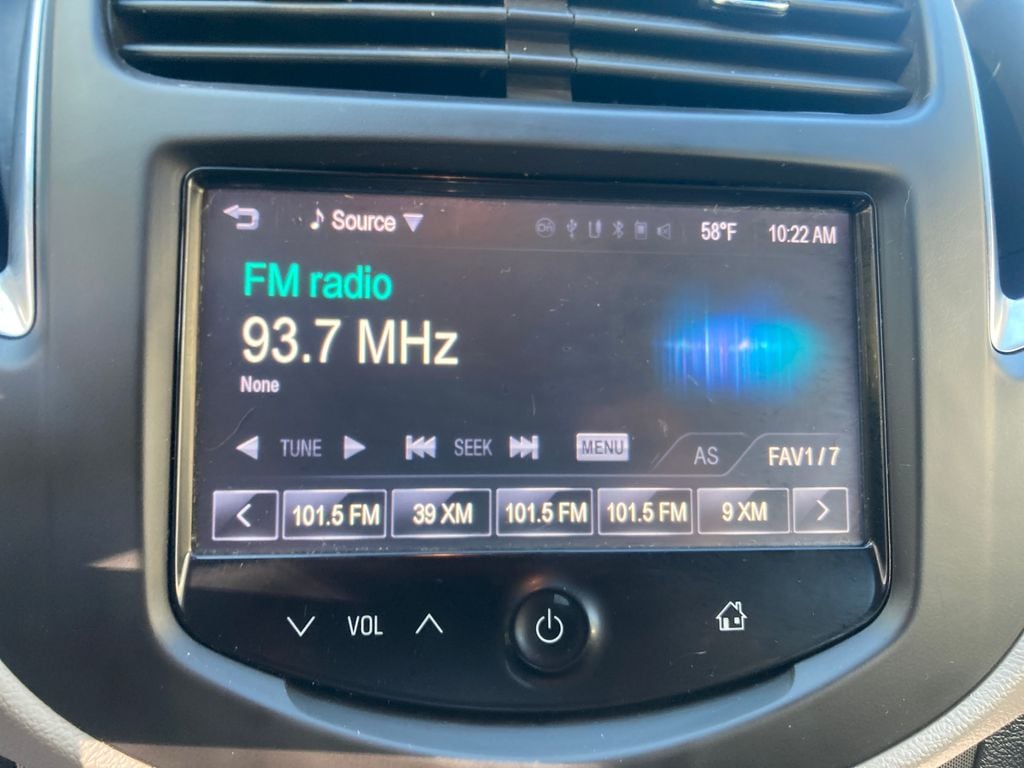 Source 58°F 10:22 AM
FM radio
93.7 MHz
None
TUNE SEEK MENU AS FAV1/7
101.5 FM 39 XM 101.5 FM 101.5 FM 9 XM
VOL